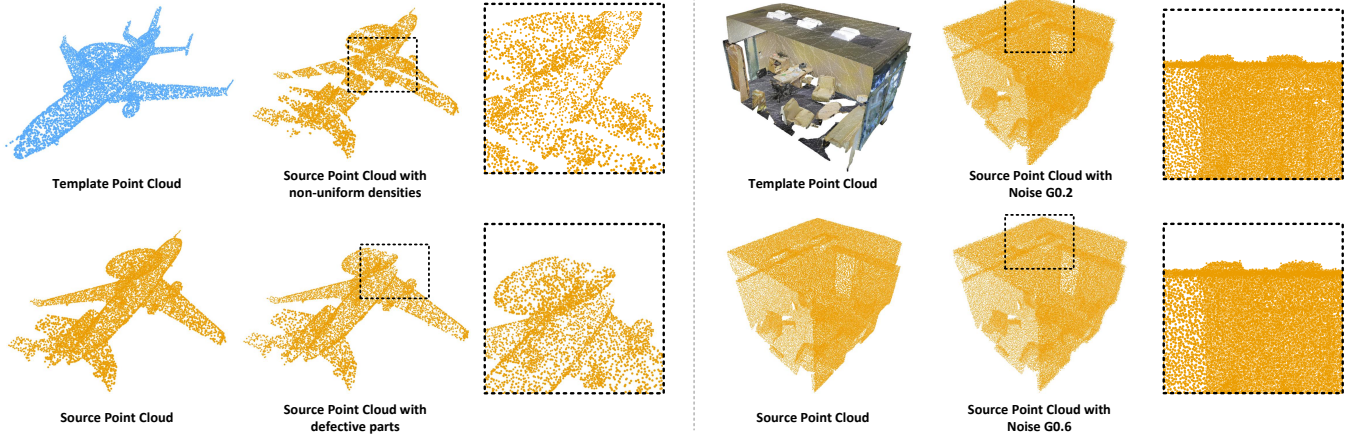 Template Point Cloud
Source Point Cloud with
non-uniform densities
Template Point Cloud
Source Point Cloud with
Noise G0.2
Source Point Cloud
Source Point Cloud with
defective parts
Source Point Cloud
Source Point Cloud with
Noise G0.6